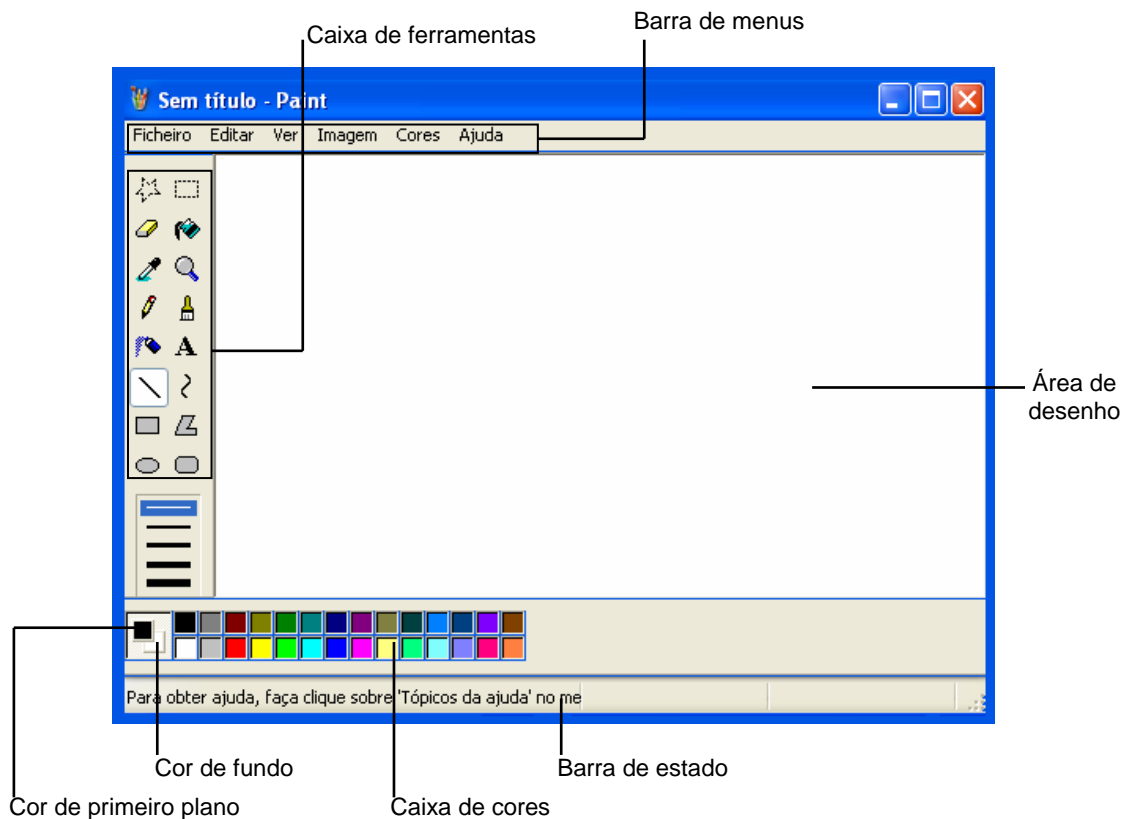 Barra de menus
Caixa de ferramentas
Sem título - Paint
Ficheiro Editar Ver Imagem Cores Ajuda
A
Área de
desenho
Para obter ajuda, faça clique sobre 'Tópicos da ajuda' no me
Cor de fundo
Barra de estado
Cor de primeiro plano
Caixa de cores